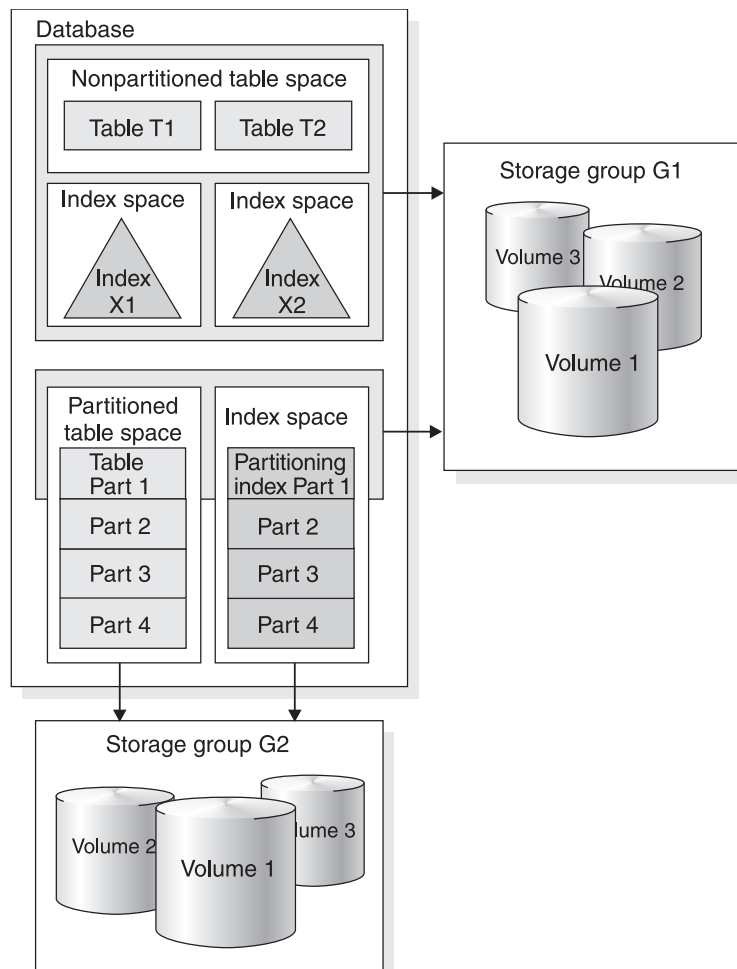 Database
Nonpartitioned table space
Table T1
Table T2
Index space
Index
X1
Index space
Index
X2
Storage group G1
Volume 3
Volume 2
Volume 1
Partitioned
table space
Table
Part 1
Part 2
Part 3
Part 4
Index space
Partitioning
index Part 1
Part 2
Part 3
Part 4
Storage group G2
Volume 2
Volume 1
lume 3